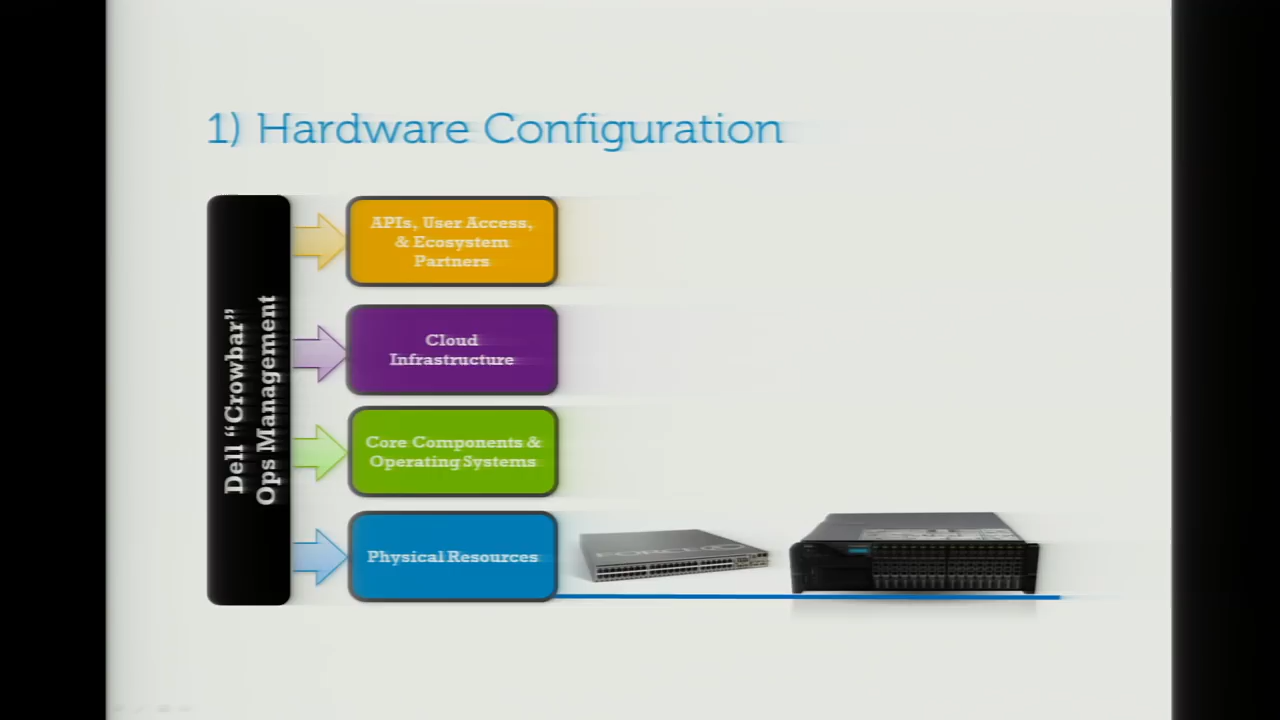 1) Hardware Configuration
Dell “Crowbar”
Ops Management
APIs, User Access,
& Ecosystem
Partners
Cloud
Infrastructure
Core Components &
Operating Systems
Physical Resources
FORCE10